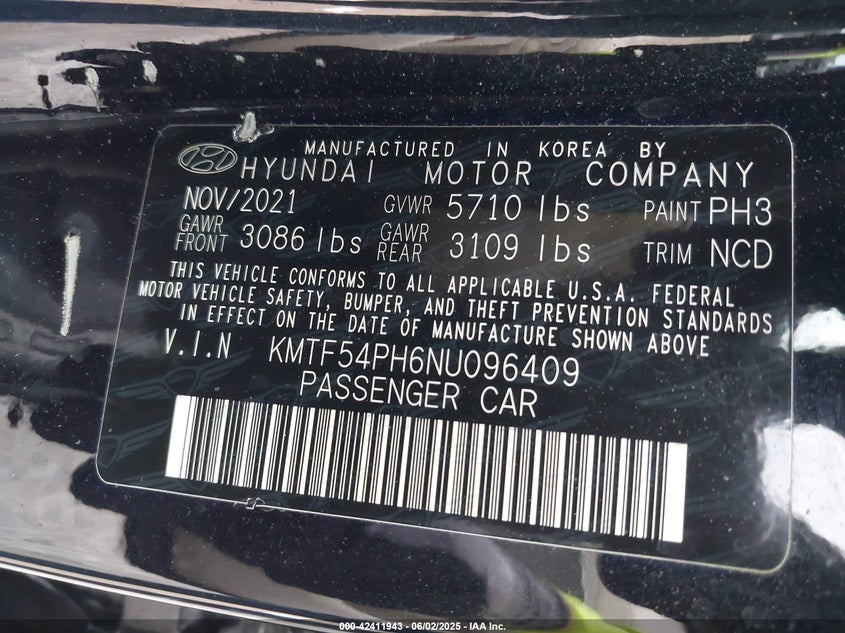 MANUFACTURED IN KOREA BY
HYUNDAI MOTOR COMPANY
NOV/2021 GVWR 5710 lbs PAINT PH3
GAWR FRONT 3086 lbs GAWR REAR 3109 lbs TRIM NCD
THIS VEHICLE CONFORMS TO ALL APPLICABLE U.S.A. FEDERAL
MOTOR VEHICLE SAFETY, BUMPER, AND THEFT PREVENTION STANDARDS
IN EFFECT ON THE DATE OF MANUFACTURE SHOWN ABOVE
V.I.N KMTF54PH6NU096409
PASSENGER CAR
000-42411943 - 06/02/2025 - IAA Inc.